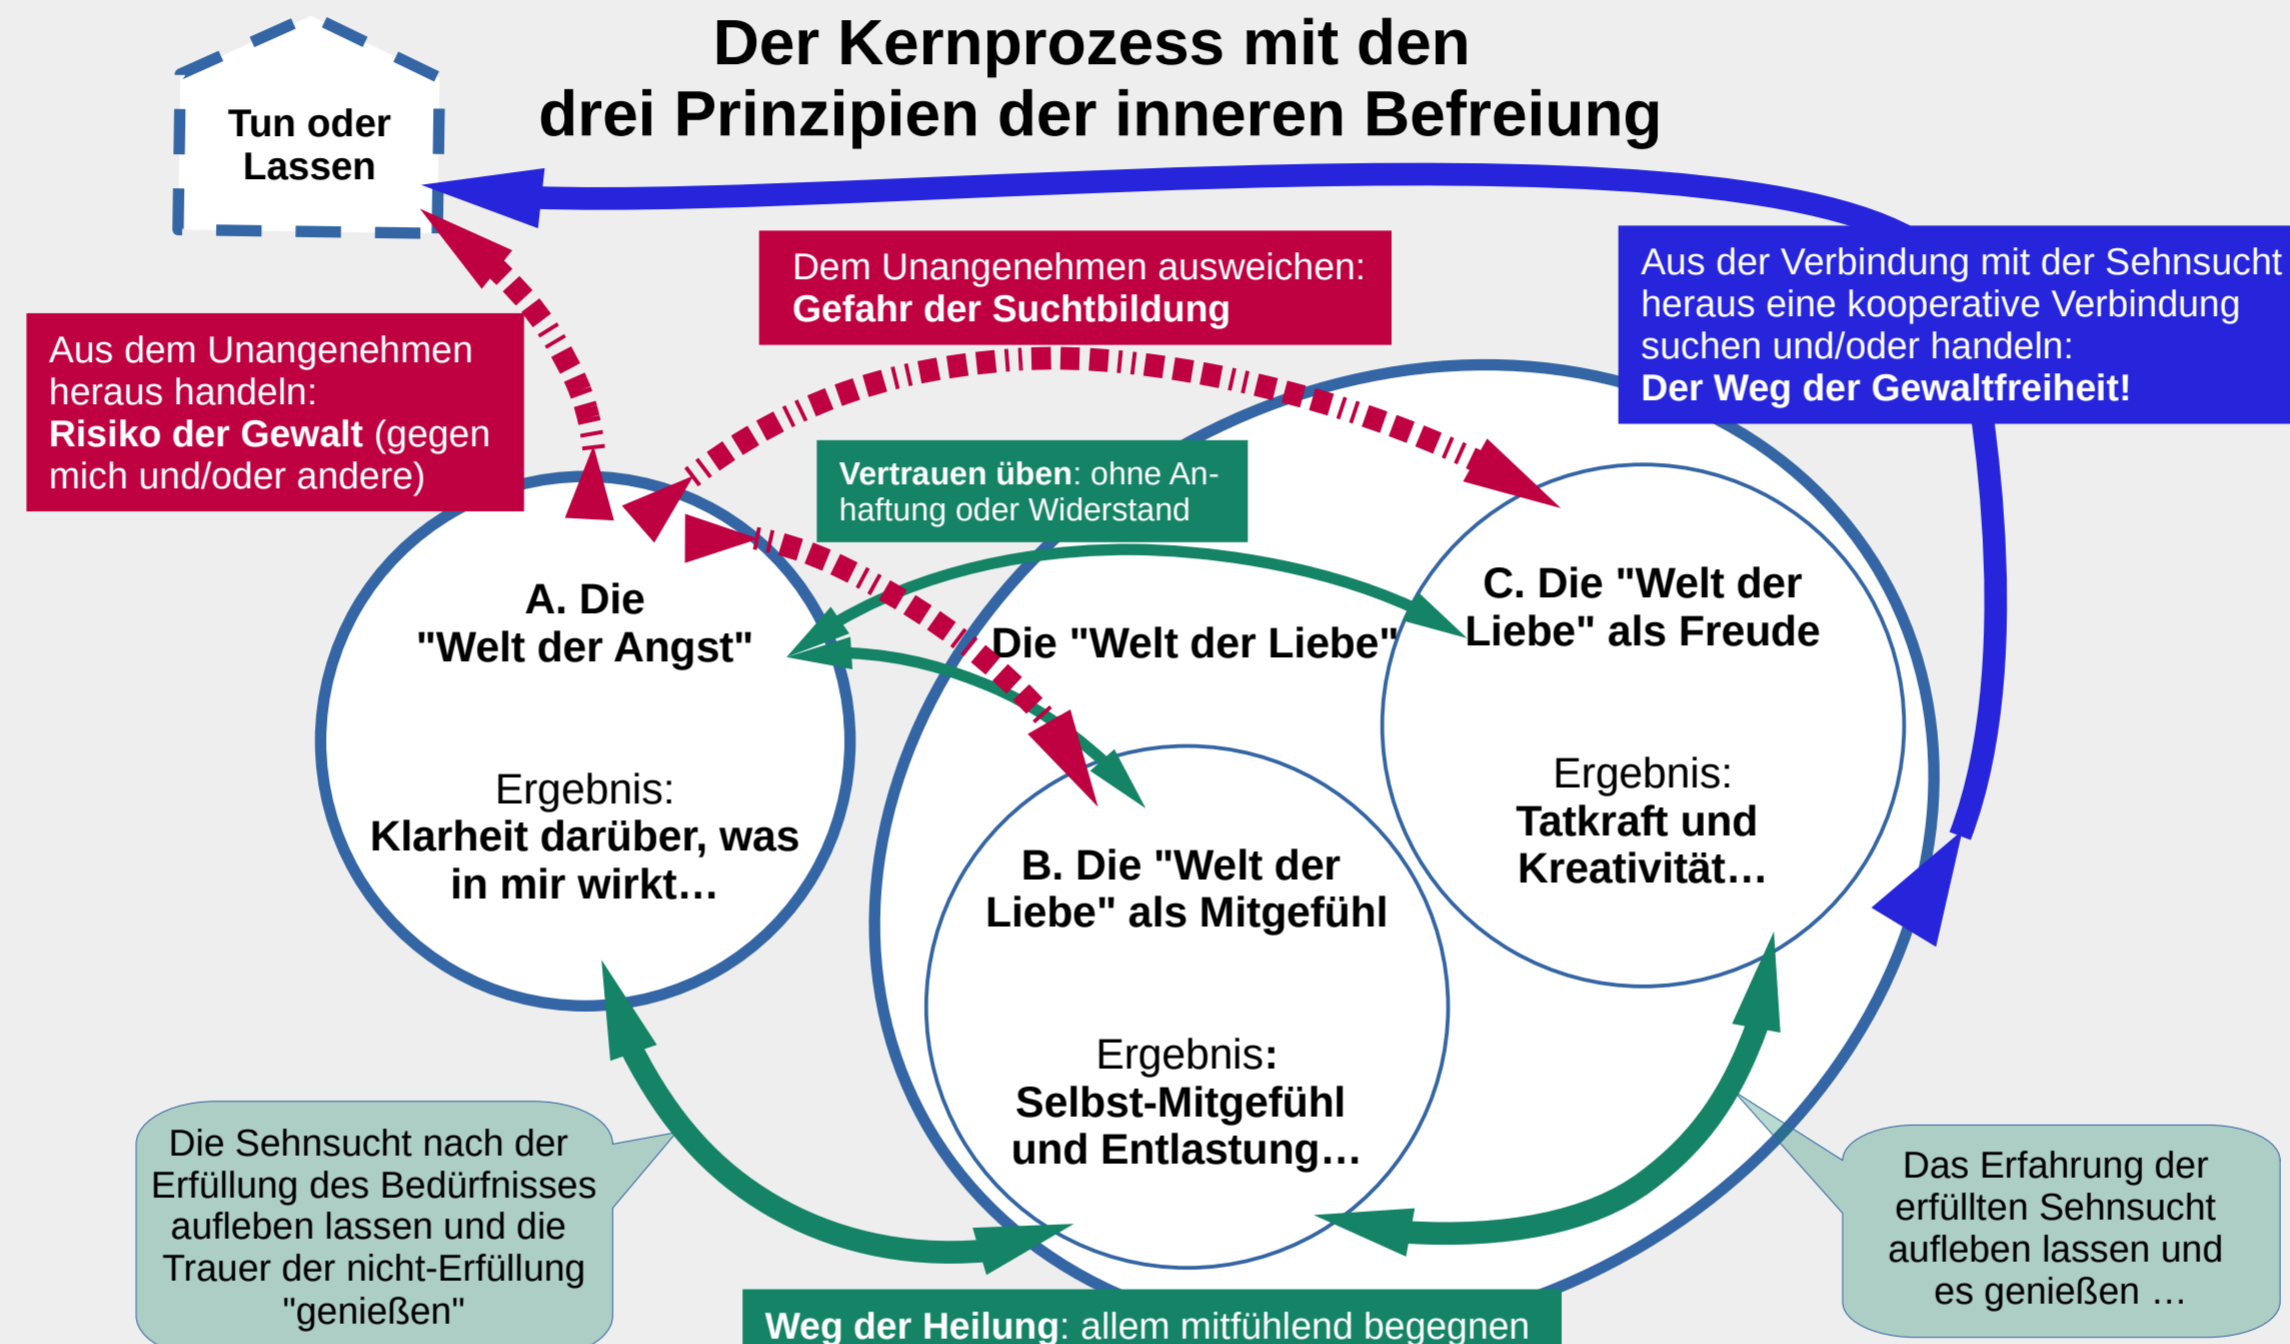 Der Kernprozess mit den
drei Prinzipien der inneren Befreiung
Tun oder
Lassen
Dem Unangenehmen ausweichen:
Gefahr der Suchtbildung
Aus der Verbindung mit der Sehnsucht
heraus eine kooperative Verbindung
suchen und/oder handeln:
Der Weg der Gewaltfreiheit!
Aus dem Unangenehmen
heraus handeln:
Risiko der Gewalt (gegen
mich und/oder andere)
Vertrauen üben: ohne An-
haftung oder Widerstand
A. Die
"Welt der Angst"
Ergebnis:
Klarheit darüber, was
in mir wirkt…
Die "Welt der Liebe"
C. Die "Welt der
Liebe" als Freude
Ergebnis:
Tatkraft und
Kreativität…
B. Die "Welt der
Liebe" als Mitgefühl
Ergebnis:
Selbst-Mitgefühl
und Entlastung…
Die Sehnsucht nach der
Erfüllung des Bedürfnisses
aufleben lassen und die
Trauer der nicht-Erfüllung
"genießen"
Das Erfahrung der
erfüllten Sehnsucht
aufleben lassen und
es genießen …
Weg der Heilung: allem mitfühlend begegnen